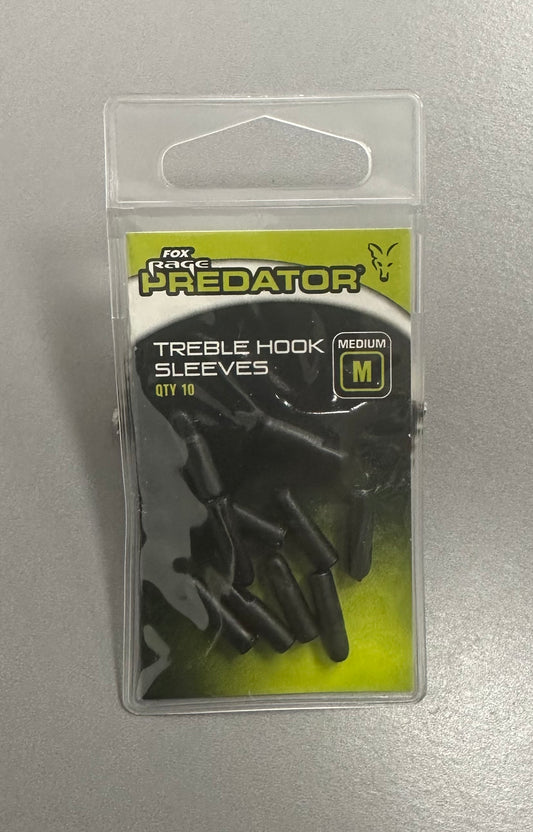 FOX
RAGE
PREDATOR®
TREBLE HOOK
SLEEVES
QTY 10
MEDIUM
M